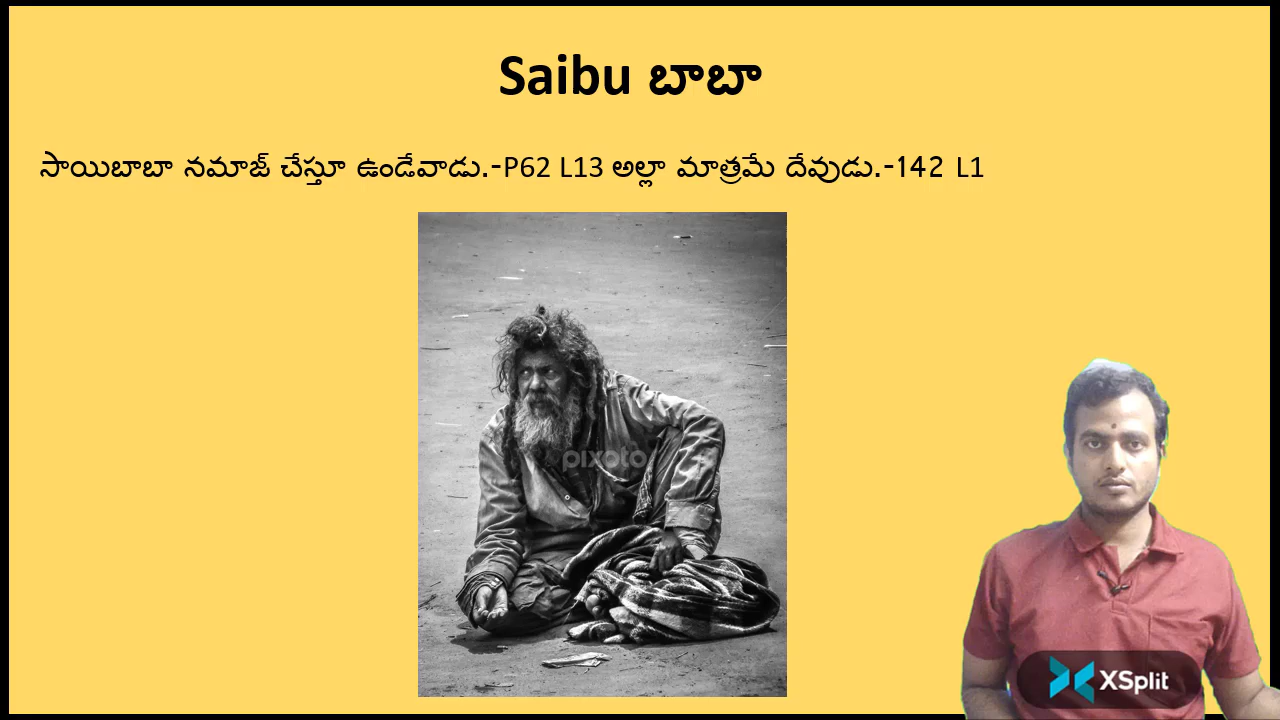 Saibu బాబా
సాయిబాబా నమాజ్ చేస్తూ ఉండేవాడు.-P62 L13 అల్లా మాత్రమే దేవుడు.-142 L1
pixoto
XSplit